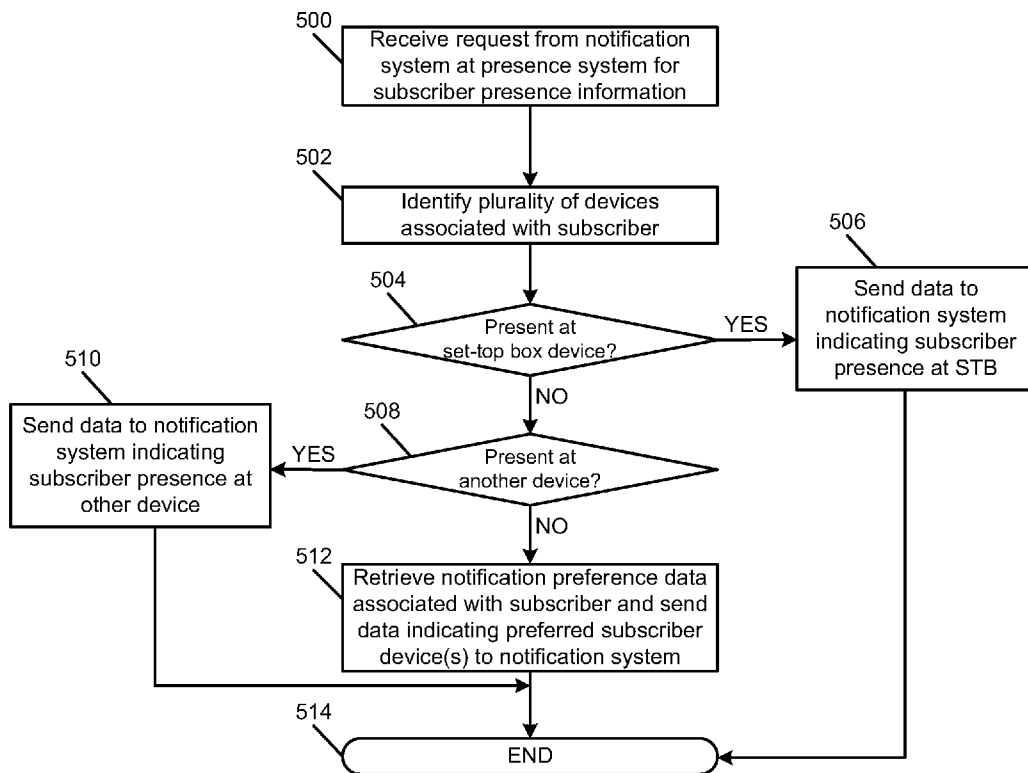 500
Receive request from notification
system at presence system for
subscriber presence information
502
Identify plurality of devices
associated with subscriber
504
Present at
set-top box device?
YES
506
Send data to
notification system
indicating subscriber
presence at STB
NO
508
Present at
another device?
YES
510
Send data to notification
system indicating
subscriber presence at
other device
NO
512
Retrieve notification preference data
associated with subscriber and send
data indicating preferred subscriber
device(s) to notification system
514
END